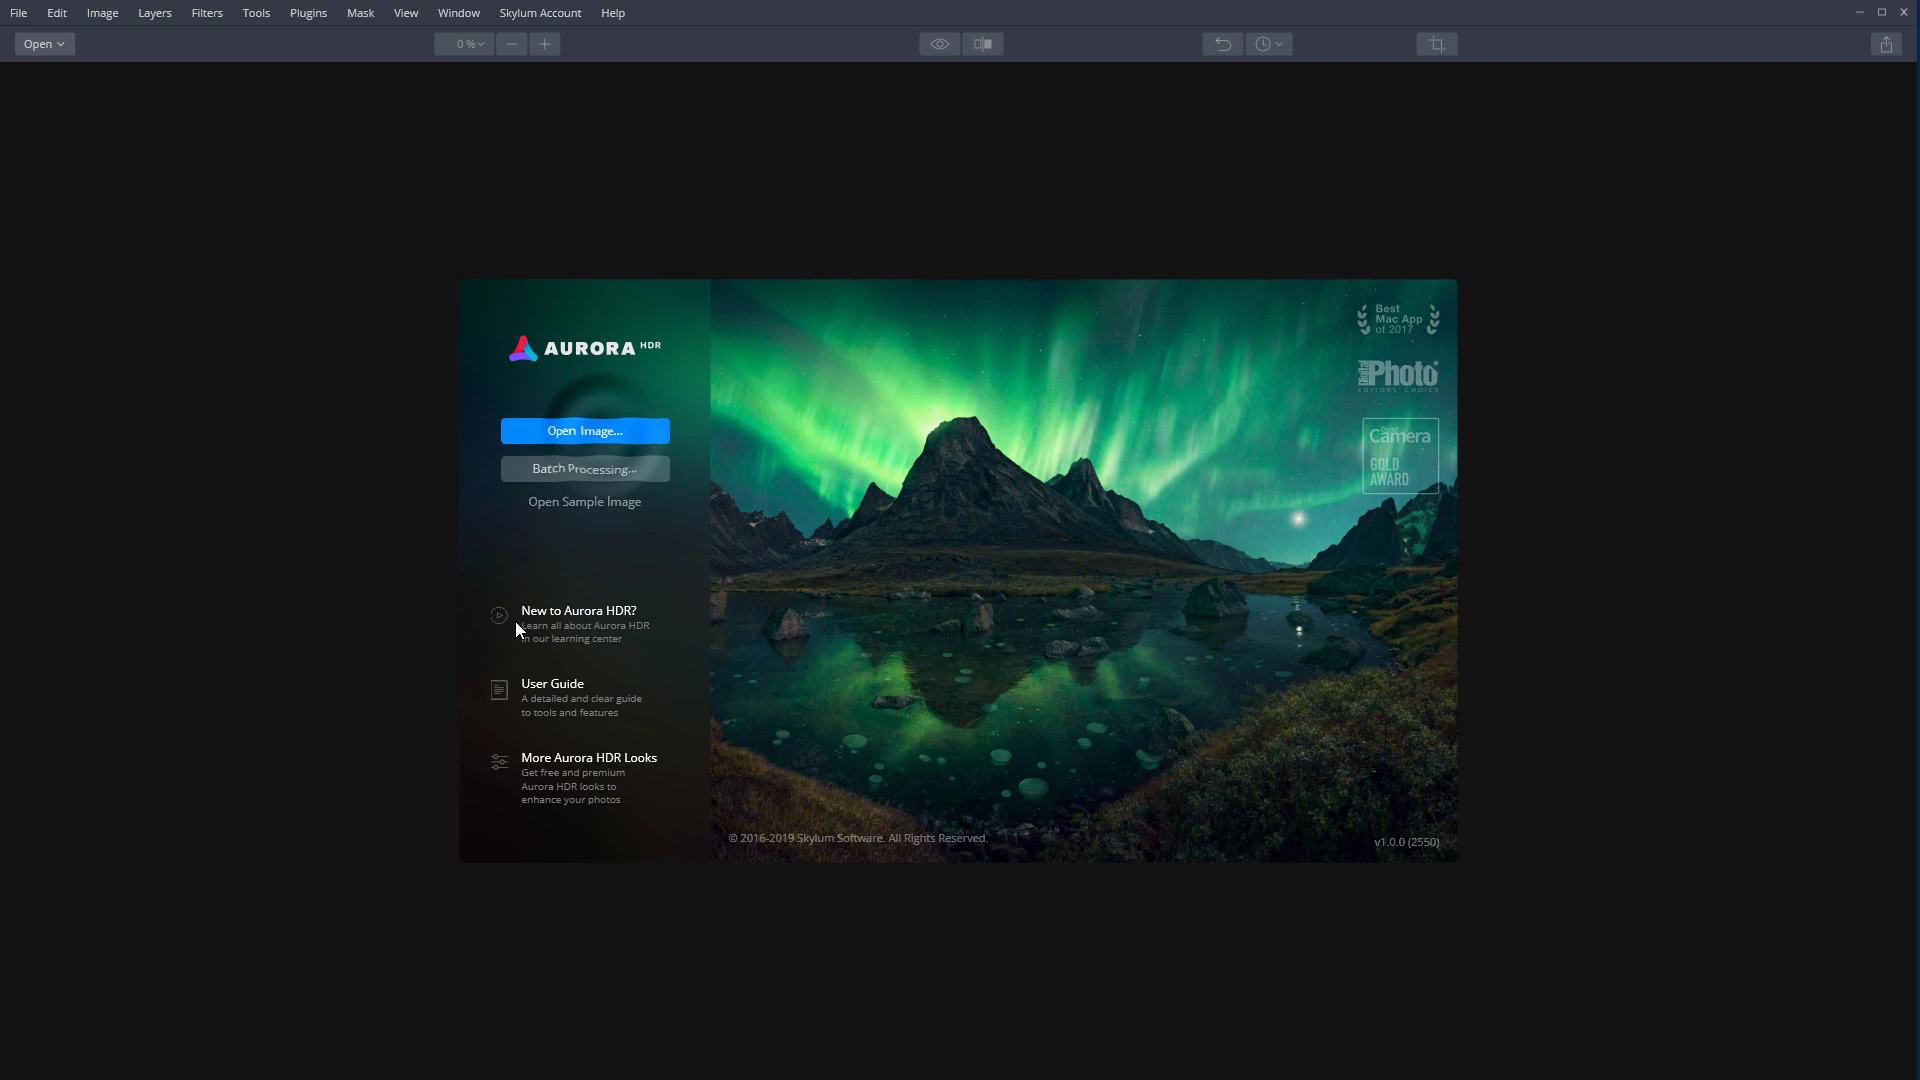 File Edit Image Layers Filters Tools Plugins Mask View Window Skylum Account Help
Open 0 %
AURORA HDR
Open Image...
Batch Processing...
Open Sample Image
New to Aurora HDR?
Learn all about Aurora HDR
in our learning center
User Guide
A detailed and clear guide
to tools and features
More Aurora HDR Looks
Get free and premium
Aurora HDR looks to
enhance your photos
Best
Mac App
of 2017
Digital Photo
EDITORS' CHOICE
Digital
Camera
GOLD
AWARD
© 2016-2019 Skylum Software. All Rights Reserved.
v1.0.0 (2550)